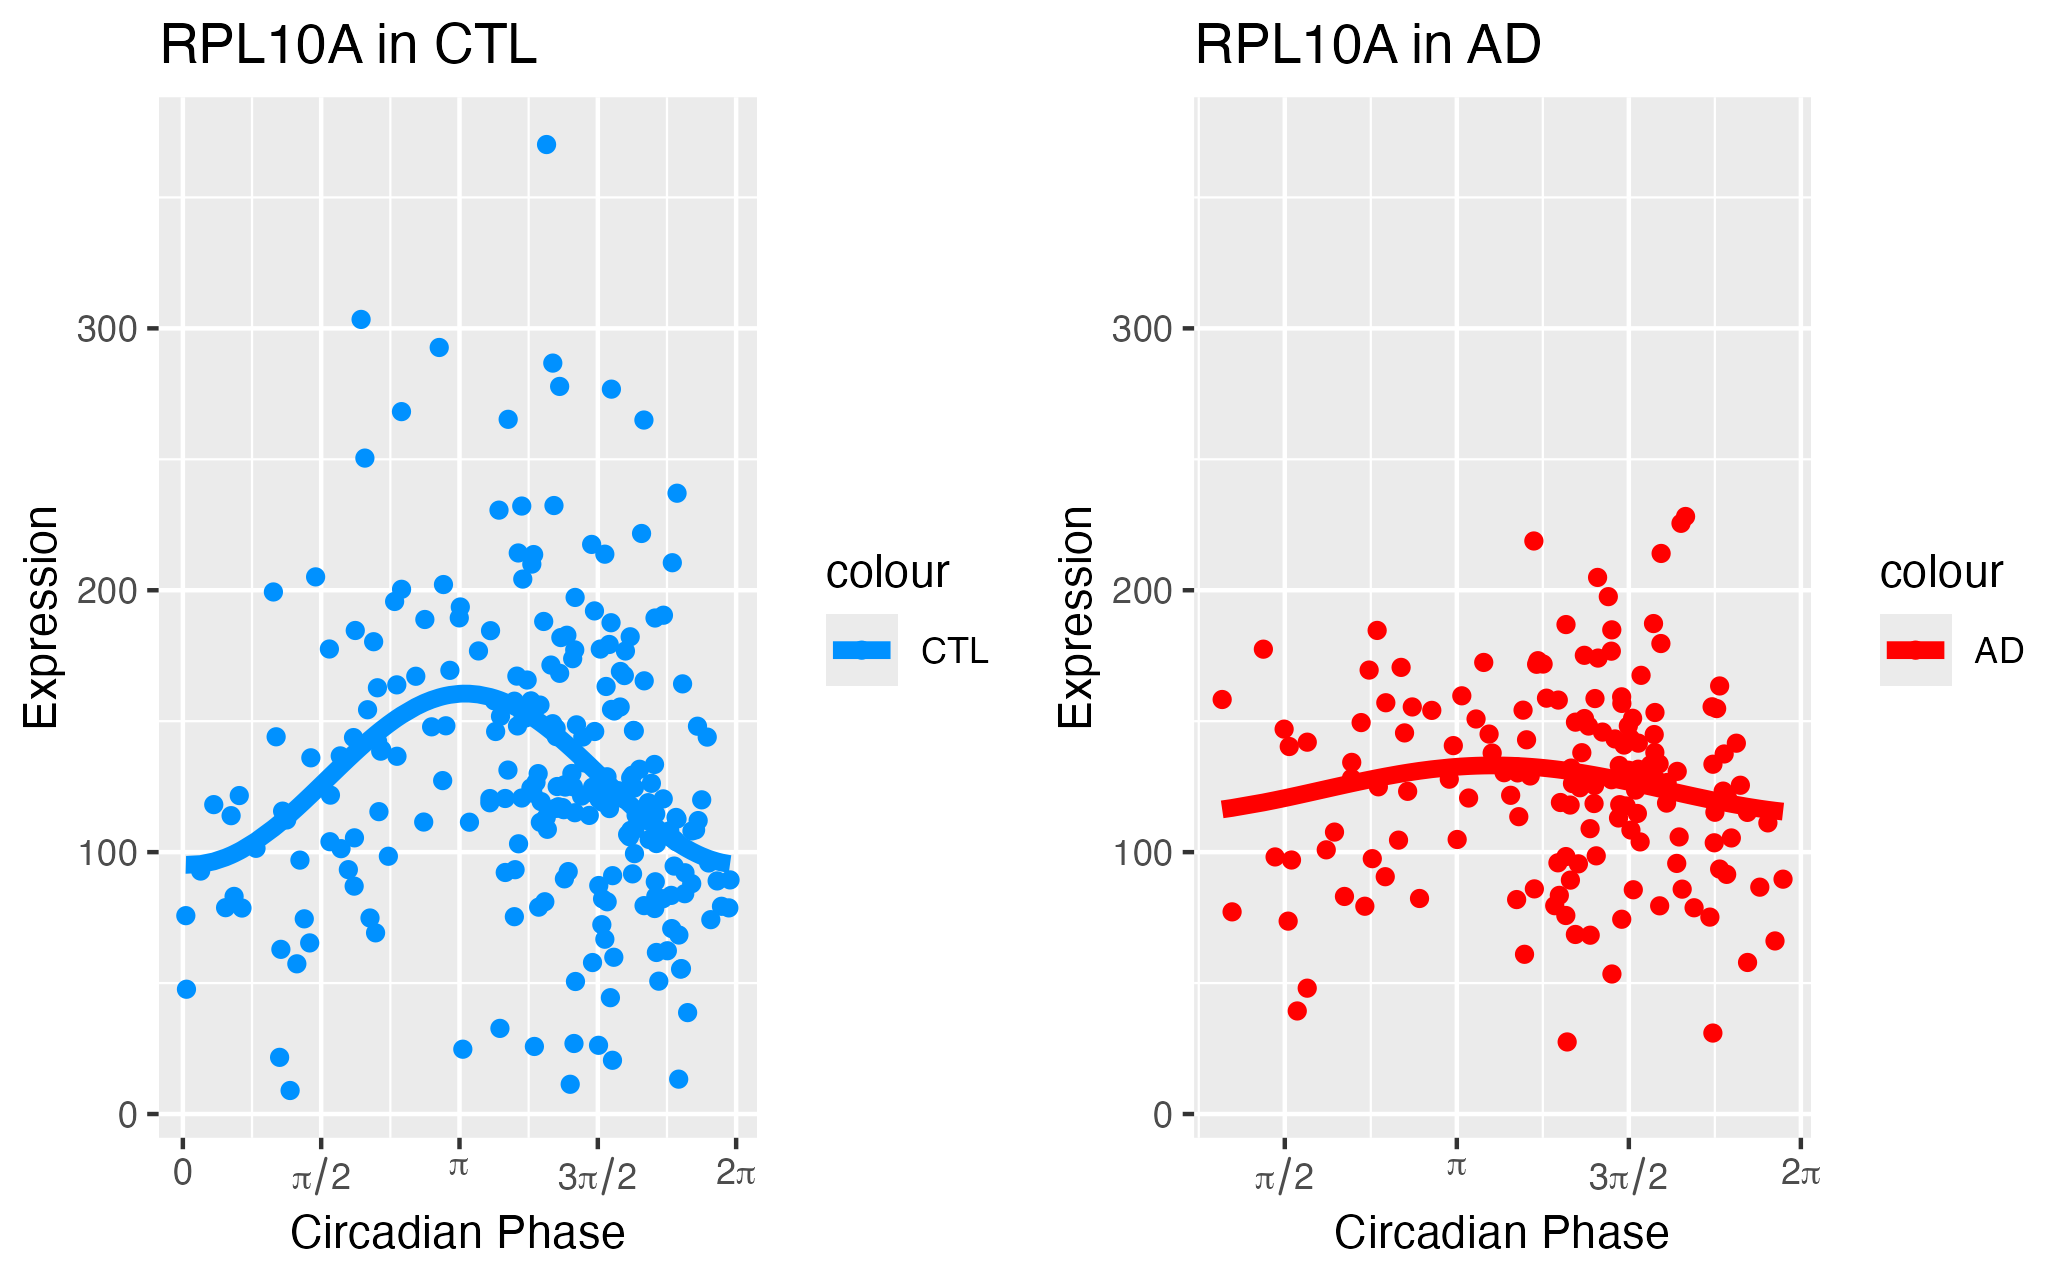 RPL10A in CTL
Expression
300
200
100
0
0 π/2 π 3π/2 2π
Circadian Phase
colour
CTL
RPL10A in AD
Expression
300
200
100
0
π/2 π 3π/2 2π
Circadian Phase
colour
AD